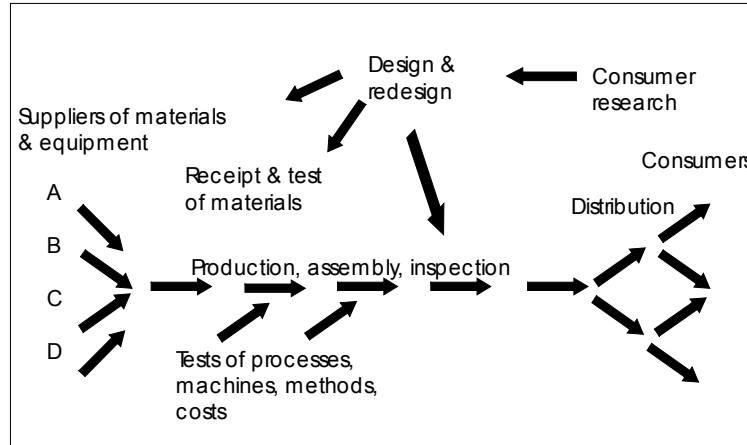 Design &
redesign
Consumer
research
Suppliers of materials
& equipment
Consumers
Receipt & test
of materials
A
Distribution
B
Production, assembly, inspection
C
D
Tests of processes,
machines, methods,
costs